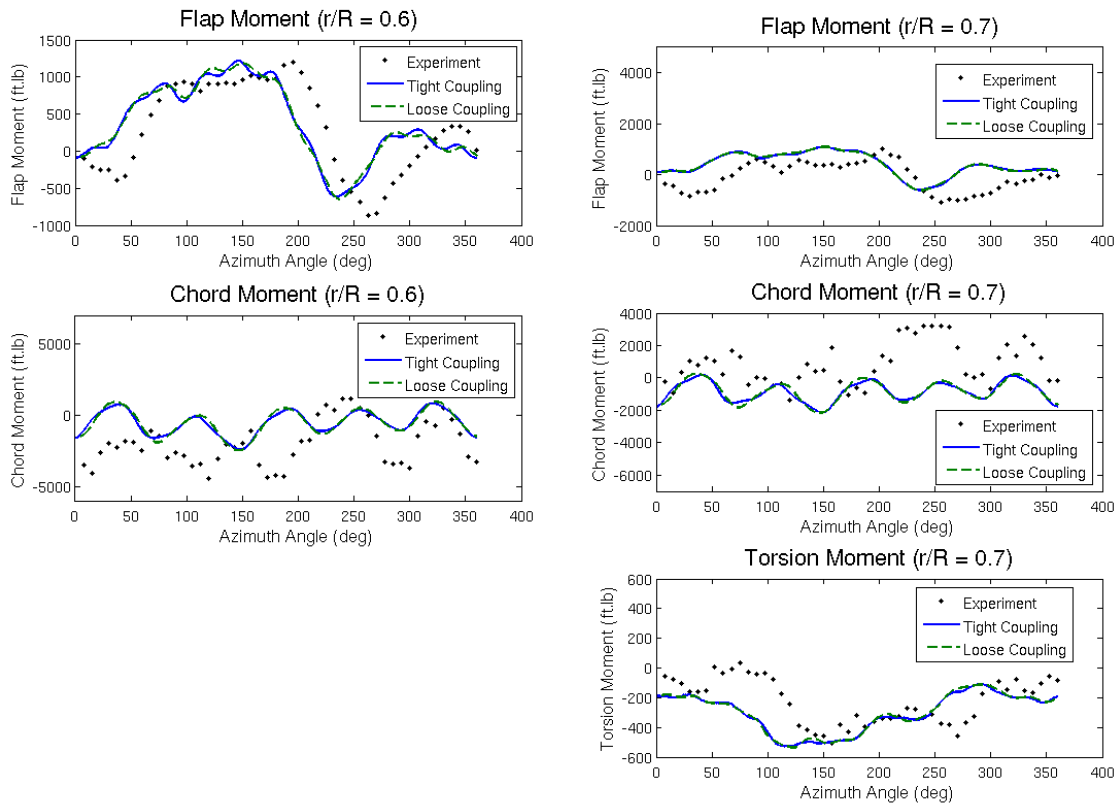 Flap Moment (r/R = 0.6)
Flap Moment (ft.lb)
1500
1000
500
0
-500
-1000
Experiment
Tight Coupling
Loose Coupling
0 50 100 150 200 250 300 350 400
Azimuth Angle (deg)
Flap Moment (r/R = 0.7)
Flap Moment (ft.lb)
4000
2000
0
-2000
Experiment
Tight Coupling
Loose Coupling
0 50 100 150 200 250 300 350 400
Azimuth Angle (deg)
Chord Moment (r/R = 0.6)
Chord Moment (ft.lb)
5000
0
-5000
Experiment
Tight Coupling
Loose Coupling
0 50 100 150 200 250 300 350 400
Azimuth Angle (deg)
Chord Moment (r/R = 0.7)
Chord Moment (ft.lb)
4000
2000
0
-2000
-4000
-6000
Experiment
Tight Coupling
Loose Coupling
0 50 100 150 200 250 300 350 400
Azimuth Angle (deg)
Torsion Moment (r/R = 0.7)
Torsion Moment (ft.lb)
600
400
200
0
-200
-400
-600
Experiment
Tight Coupling
Loose Coupling
0 50 100 150 200 250 300 350 400
Azimuth Angle (deg)